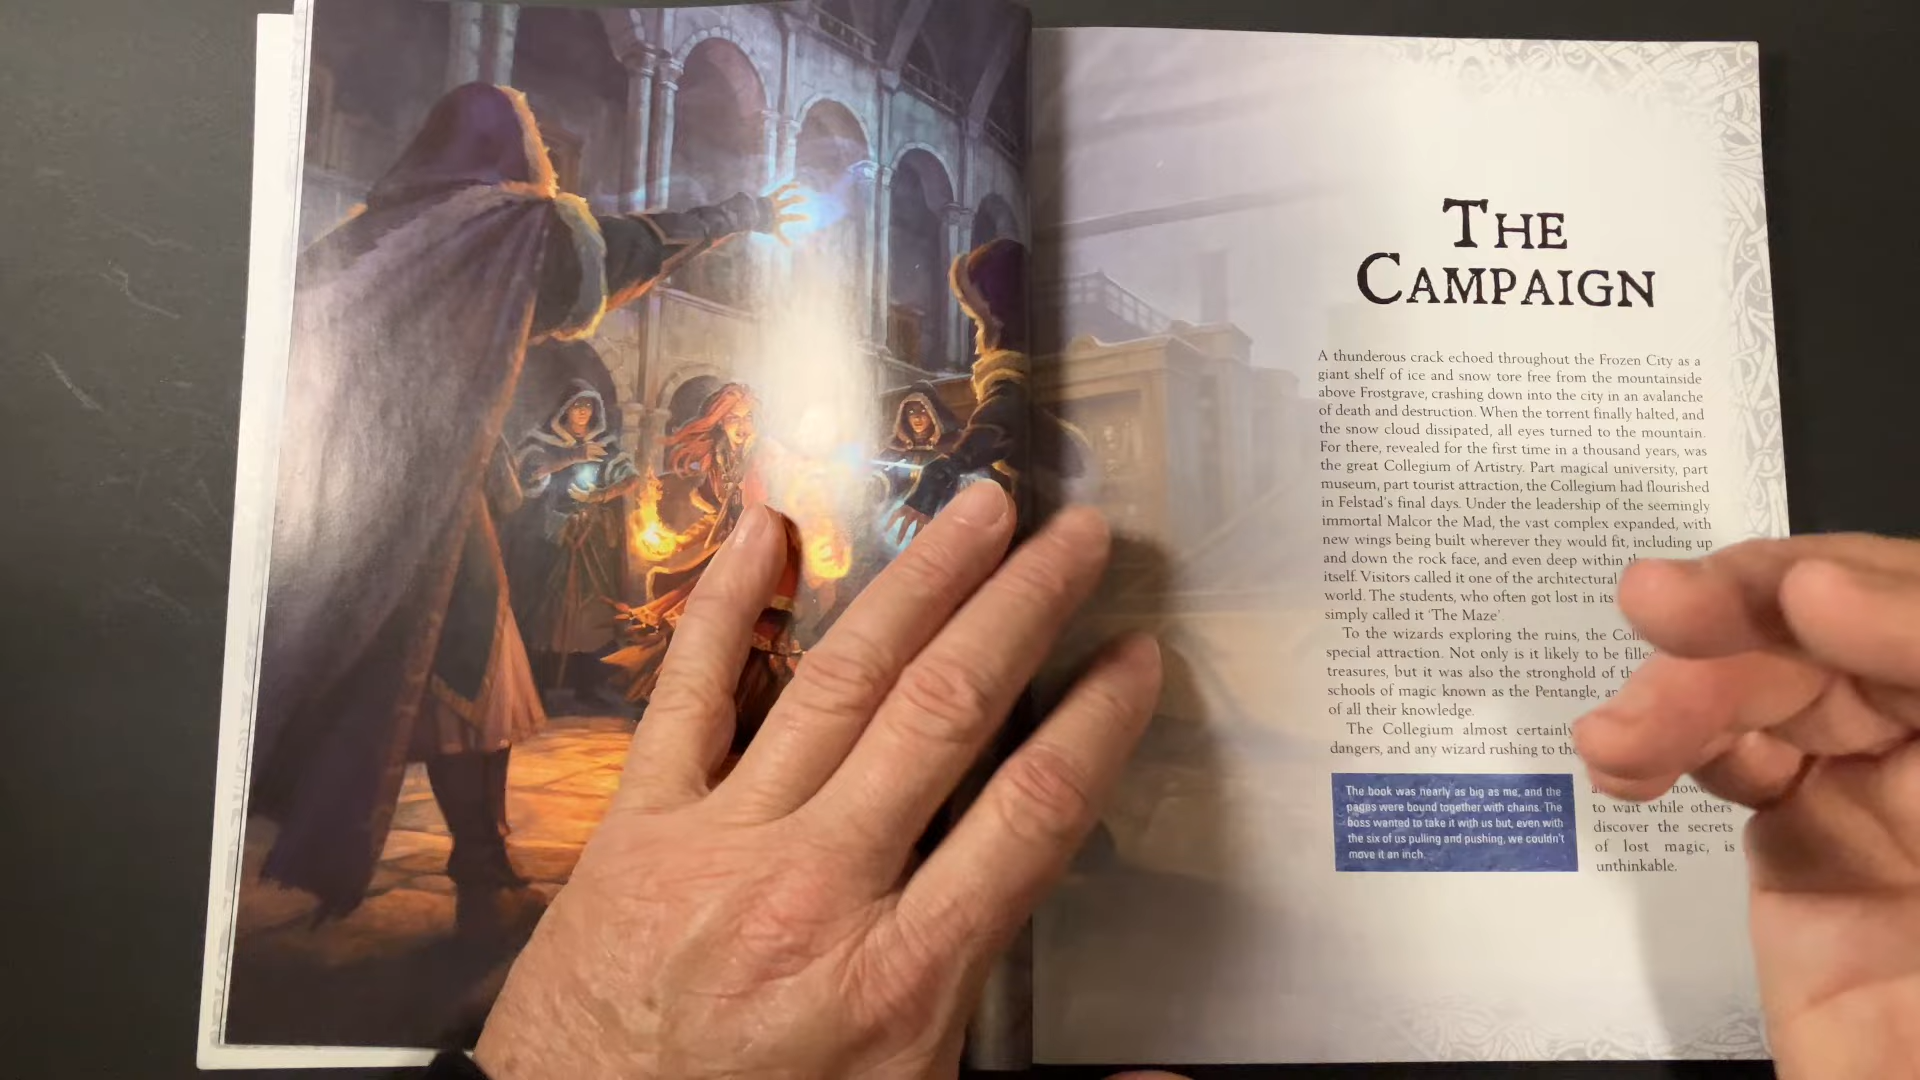 THE
CAMPAIGN
A thunderous crack echoed throughout the Frozen City as a
giant shelf of ice and snow tore free from the mountainside
above Frostgrave, crashing down into the city in an avalanche
of death and destruction. When the torrent finally halted, and
the snow cloud dissipated, all eyes turned to the mountain.
For there, revealed for the first time in a thousand years, was
the great Collegium of Artistry. Part magical university, part
museum, part tourist attraction, the Collegium had flourished
in Felstad's final days. Under the leadership of the seemingly
immortal Malcor the Mad, the vast complex expanded, with
new wings being built wherever they would fit, including up
and down the rock face, and even deep within
itself. Visitors called it one of the architectural
world. The students, who often got lost in its
simply called it 'The Maze'.
To the wizards exploring the ruins, the
special attraction. Not only is it likely to be
treasures, but it was also the stronghold of
schools of magic known as the Pentangle,
of all their knowledge.
The Collegium almost certainly
dangers, and any wizard rushing to
to wait while others
discover the secrets
of lost magic, is
unthinkable.
The book was nearly as big as me, and the
pages were bound together with chains. The
boss wanted to take it with us but, even with
the six of us pulling and pushing, we couldn't
move it an inch.